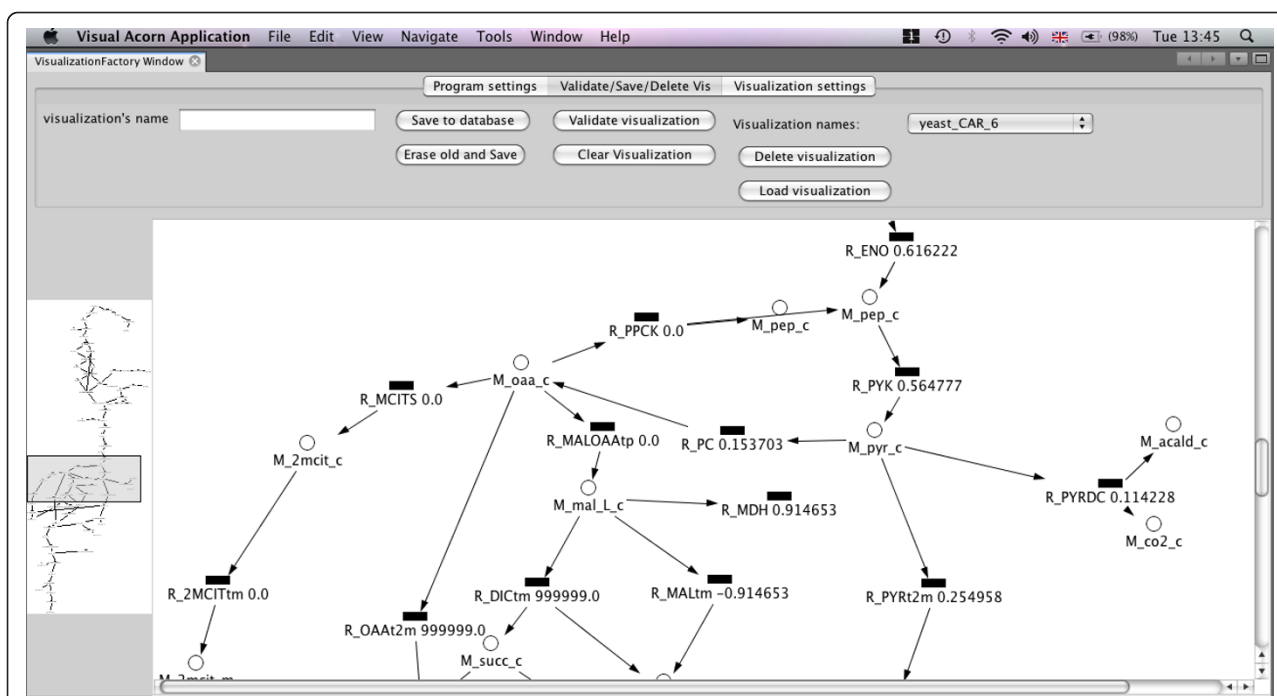 Visual Acorn Application File Edit View Navigate Tools Window Help (98%) Tue 13:45
VisualizationFactory Window
Program settings Validate/Save/Delete Vis Visualization settings
visualization's name Save to database Validate visualization Visualization names: yeast_CAR_6
Erase old and Save Clear Visualization Delete visualization
Load visualization
R_ENO 0.616222
M_pep_c
M_pep_c
R_PPCK 0.0
M_oaa_c
R_PYK 0.564777
R_MCITS 0.0
R_MALOAAtp 0.0
R_PC 0.153703
M_pyr_c
M_acald_c
M_2mcit_c
M_mal_L_c
R_MDH 0.914653
R_PYRDC 0.114228
M_co2_c
R_2MCITtm 0.0
R_DICtm 999999.0
R_MALtm -0.914653
R_PYRt2m 0.254958
R_OAAt2m 999999.0
M_succ_c
M_2mcit_m